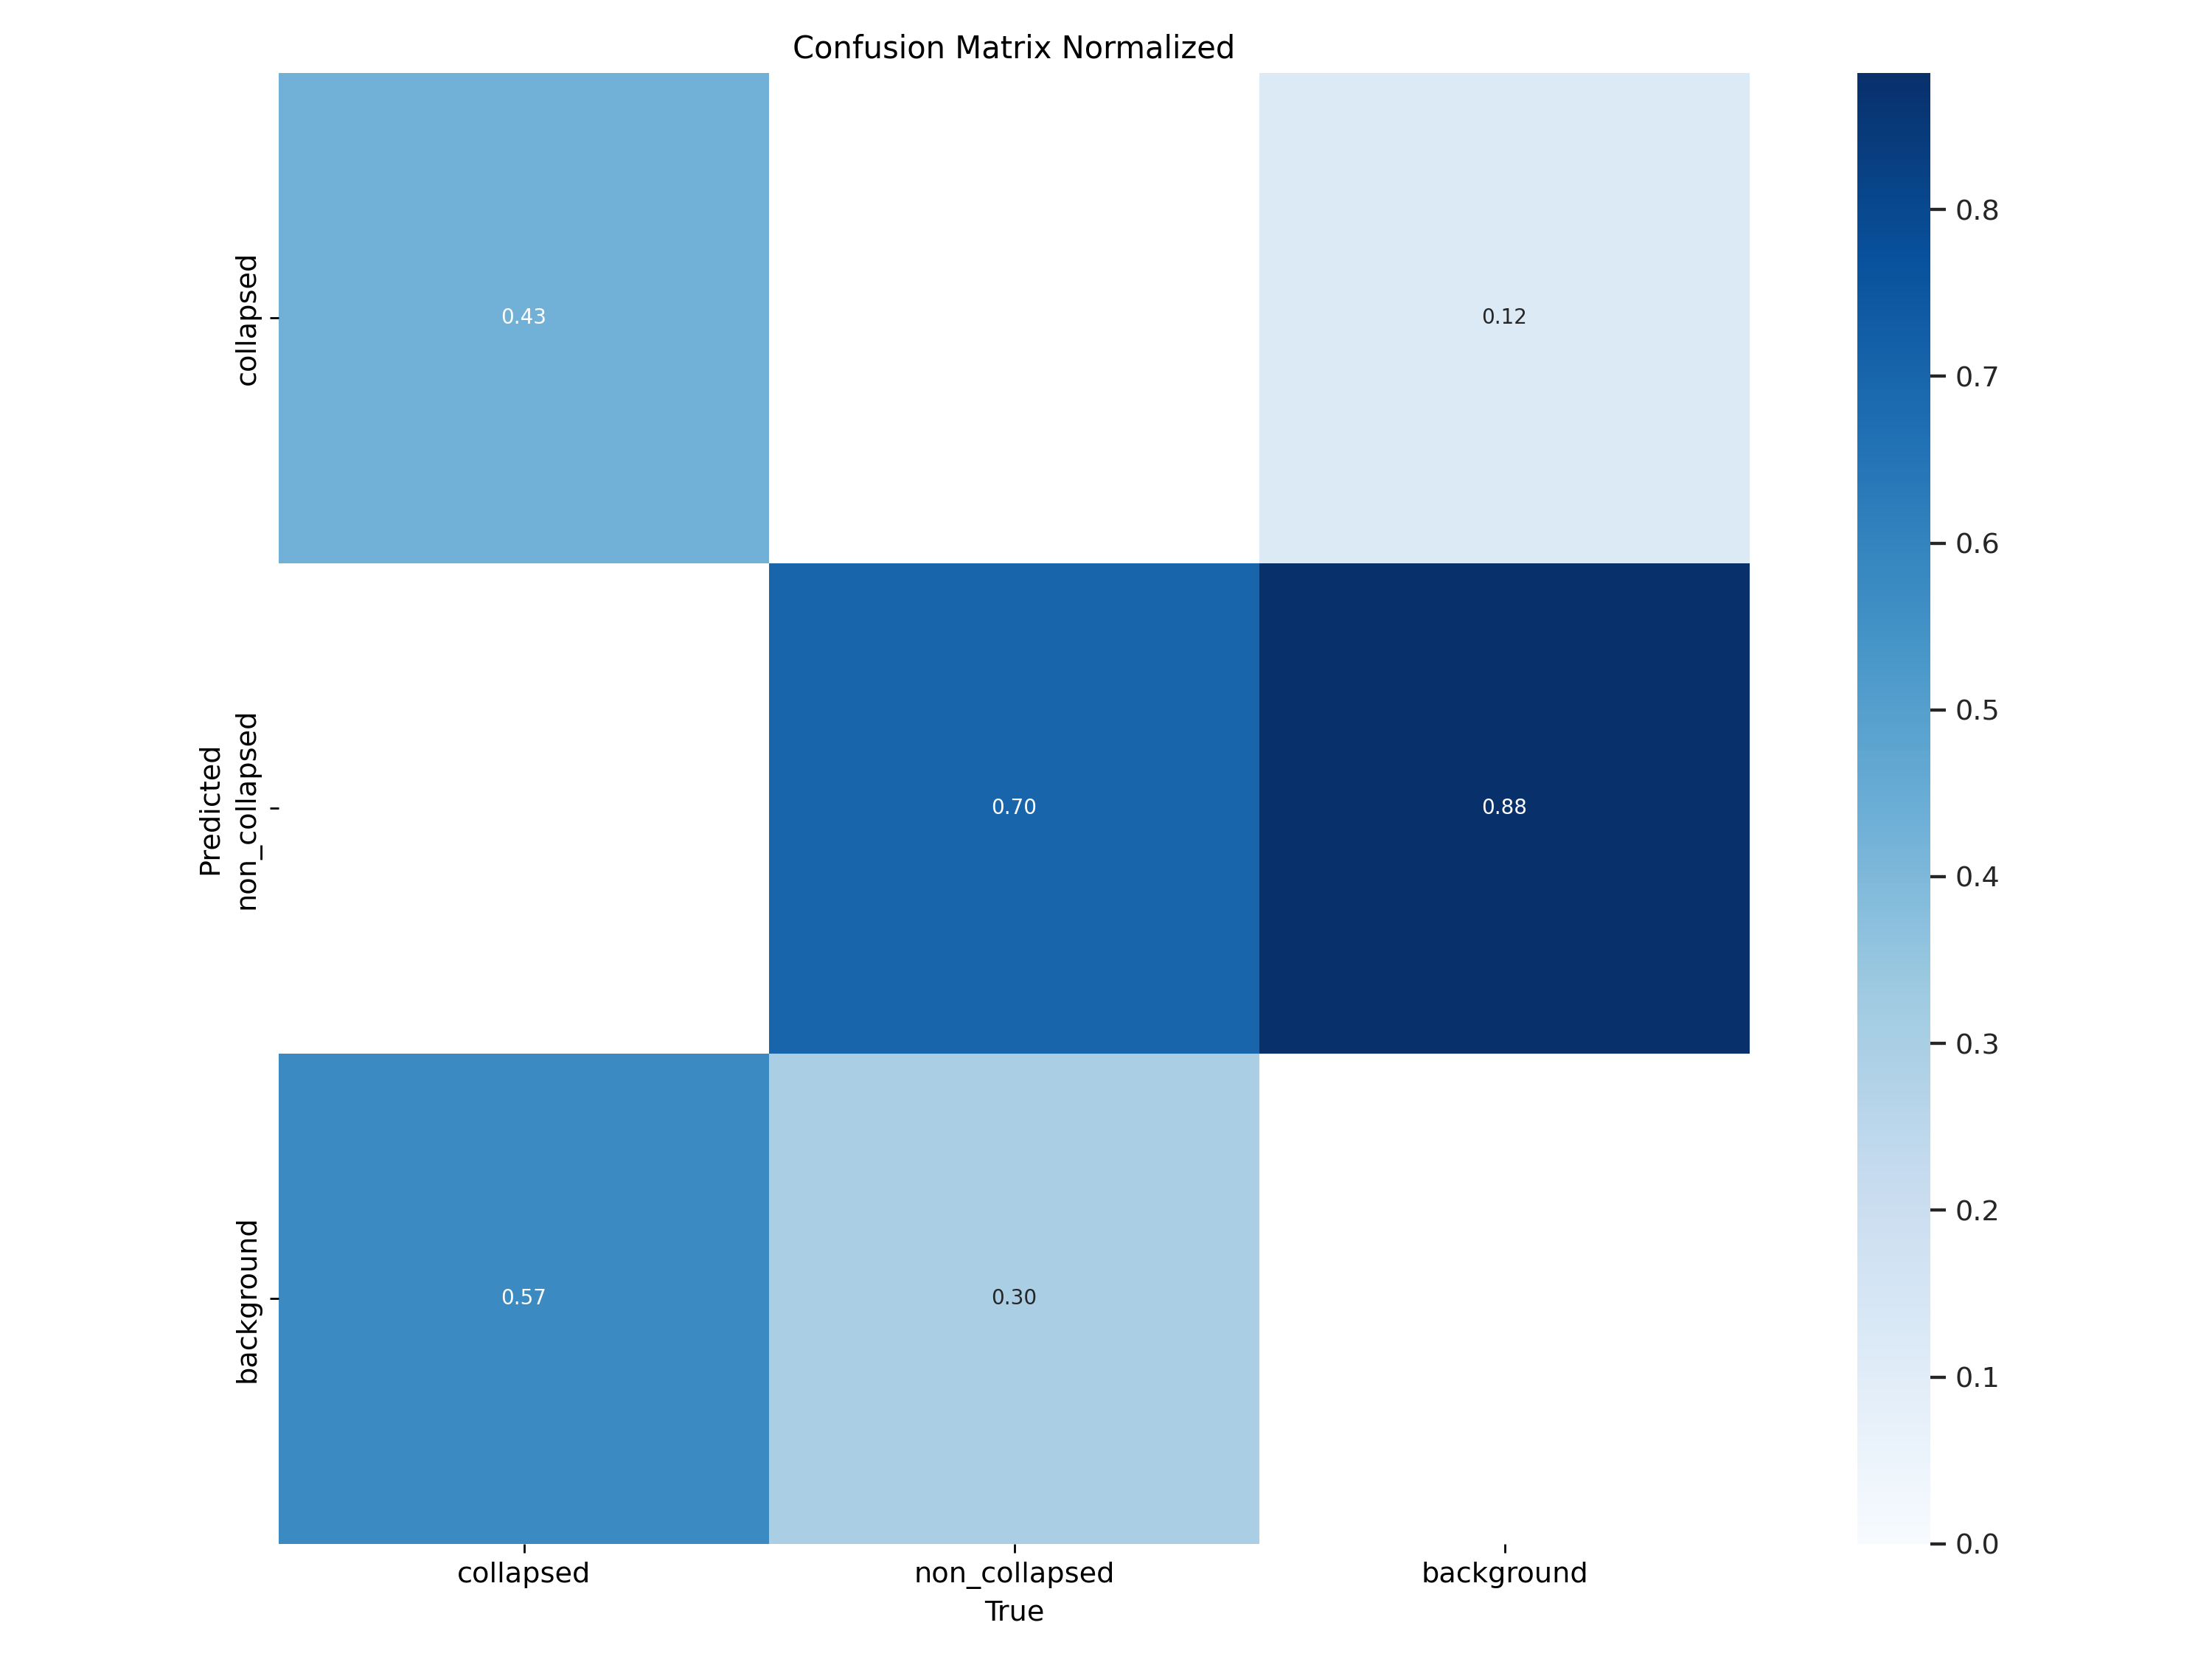 Confusion Matrix Normalized
collapsed
non_collapsed
background
Predicted
0.43
0.12
0.70
0.88
0.57
0.30
collapsed
non_collapsed
background
True
0.8
0.7
0.6
0.5
0.4
0.3
0.2
0.1
0.0